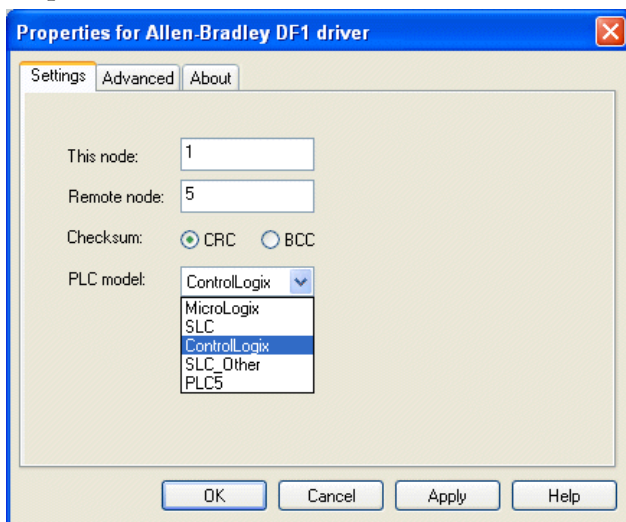 Properties for Allen-Bradley DF1 driver
Settings Advanced About
This node: 1
Remote node: 5
Checksum: CRC BCC
PLC model: ControlLogix
MicroLogix
SLC
ControlLogix
SLC_Other
PLC5
OK Cancel Apply Help